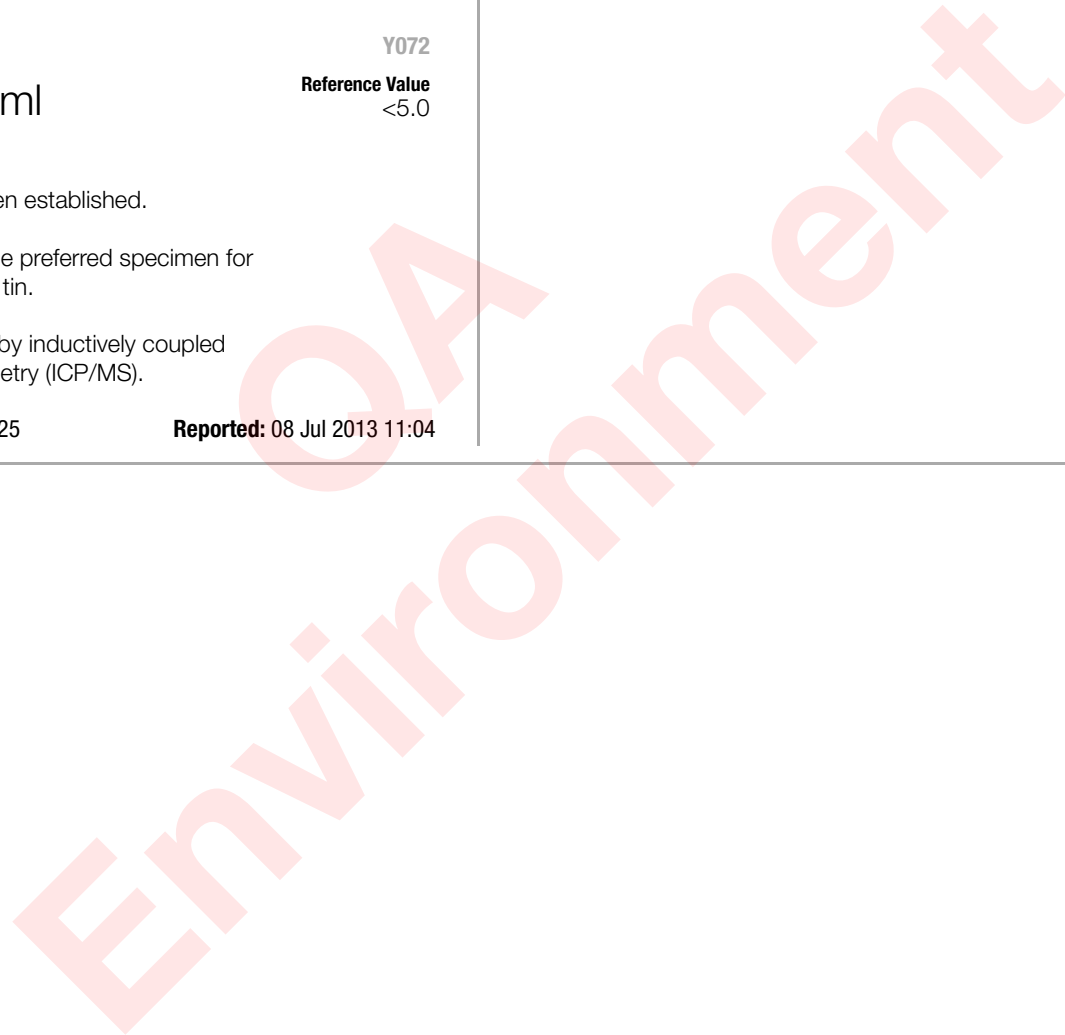 Y072
Reference Value
ml
<5.0
en established.
e preferred specimen for
tin.
by inductively coupled
etry (ICP/MS).
25 Reported: 08 Jul 2013 11:04
QA
Environment